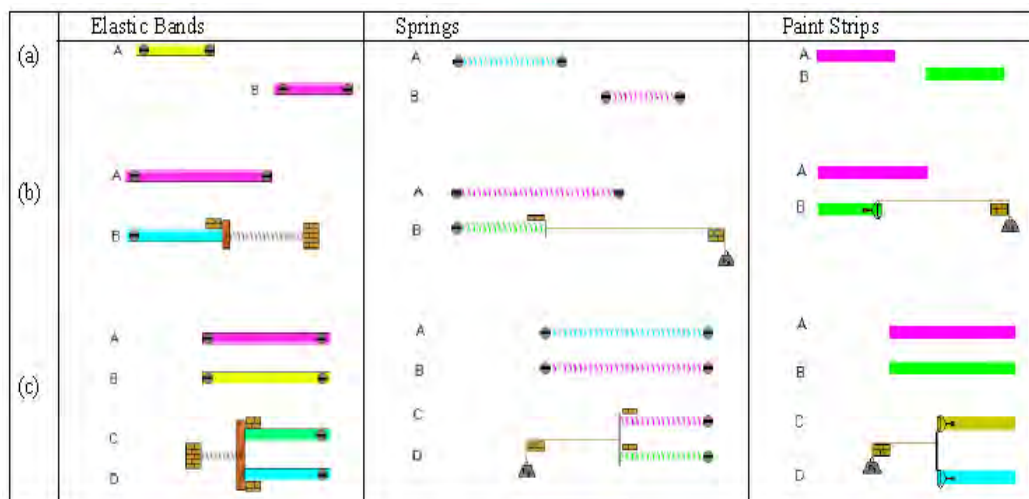 Elastic Bands Springs Paint Strips
(a) A A A
B B B
A A A
(b)
B B B
A A A
B B B
(c)
C C C
D D D